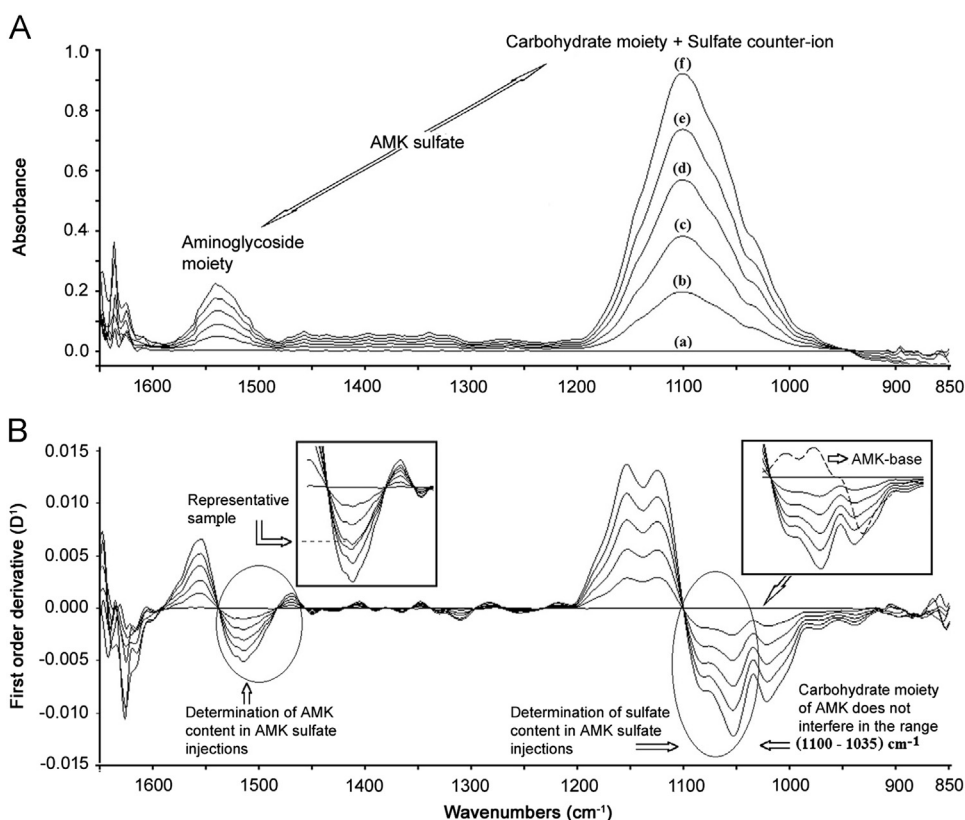 A
Carbohydrate moiety + Sulfate counter-ion
1.0
(f)
0.8
(e)
AMK sulfate
0.6
(d)
Absorbance
0.4
(c)
Aminoglycoside
moiety
(b)
0.2
(a)
0.0
1600 1500 1400 1300 1200 1100 1000 900 850
B
0.015
AMK-base
0.010
Representative
sample
0.005
First order derivative (D¹)
0.000
-0.005
Determination of AMK
content in AMK sulfate
injections
Determination of sulfate
content in AMK sulfate
injections
Carbohydrate moiety
of AMK does not
interfere in the range
(1100 - 1035) cm⁻¹
-0.010
-0.015
1600 1500 1400 1300 1200 1100 1000 900 850
Wavenumbers (cm⁻¹)